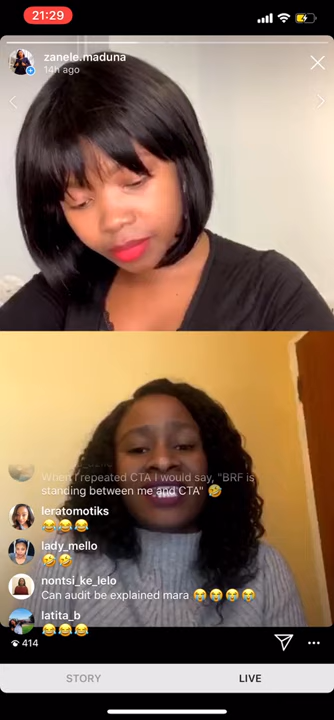 21:29
zanele.maduna
14h ago
When I repeated CTA I would say, "BRF is
standing between me and CTA" 🤣
leratomotiks
😂😂😂
lady_mello
🤣🤣
nontsi_ke_lelo
Can audit be explained mara 😭😭😭😭
latita_b
😂😂😂
414
STORY
LIVE